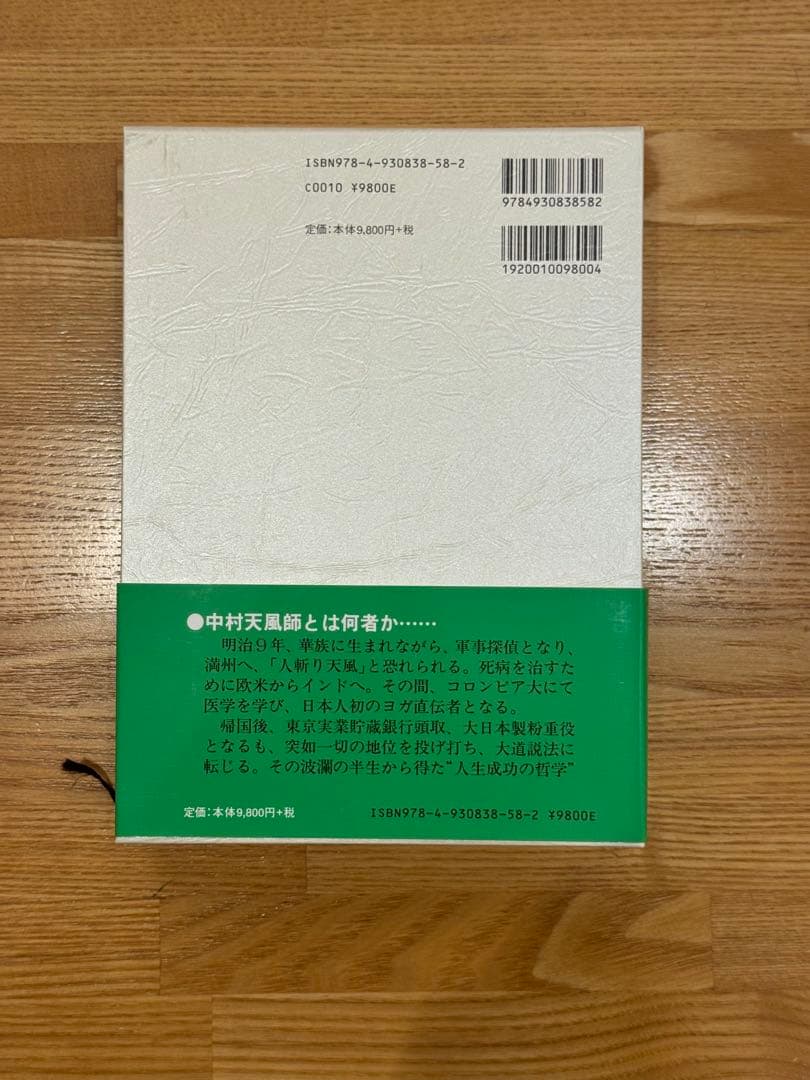 ISBN978-4-930838-58-2
C0010 ¥9800E
定価：本体9,800円+税
9784930838582
1920010098004
●中村天風師とは何者か……
明治９年、華族に生まれながら、軍事探偵となり、
満州へ、「人斬り天風」と恐れられる。死病を治すた
めに欧米からインドへ。その間、コロンビア大にて
医学を学び、日本人初のヨガ直伝者となる。
帰国後、東京実業貯蔵銀行頭取、大日本製粉重役
となるも、突如一切の地位を投げ打ち、大道説法に
転じる。その波瀾の半生から得た“人生成功の哲学”
定価：本体9,800円+税
ISBN978-4-930838-58-2 ¥9800E